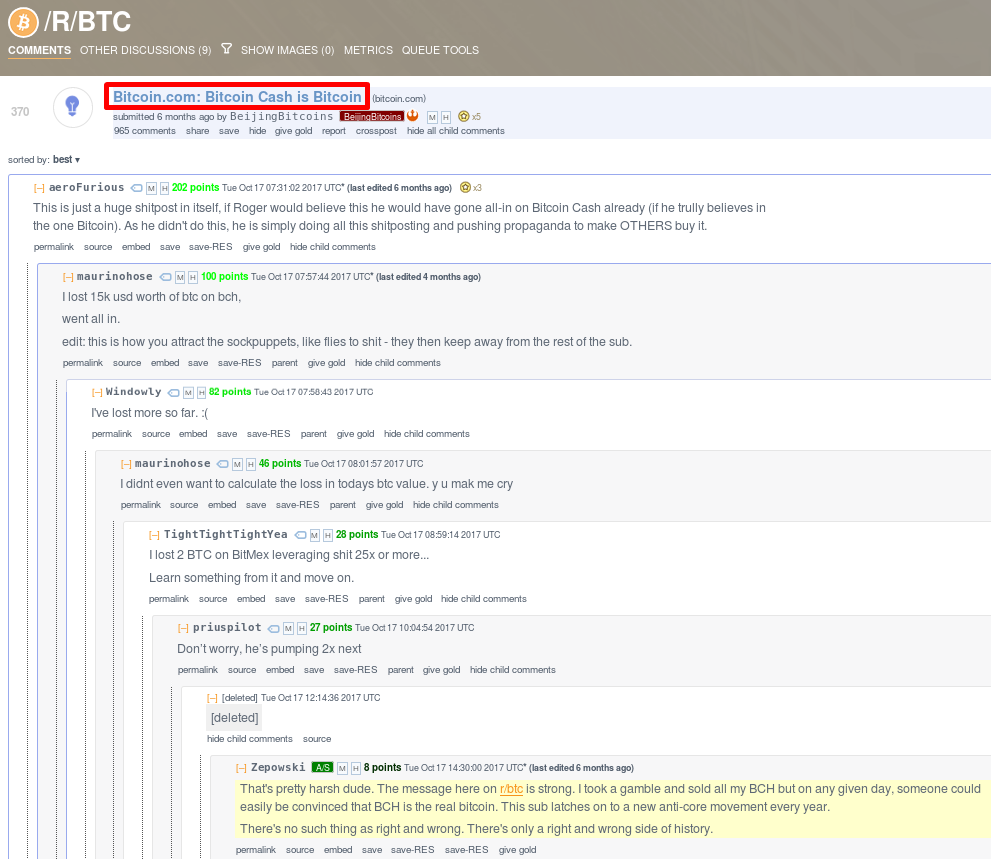 /R/BTC
COMMENTS OTHER DISCUSSIONS (9) SHOW IMAGES (0) METRICS QUEUE TOOLS
370
Bitcoin.com: Bitcoin Cash is Bitcoin (bitcoin.com)
submitted 6 months ago by BeijingBitcoins BeijingBitcoins M H x5
965 comments share save hide give gold report crosspost hide all child comments
sorted by: best ▾
[–] aeroFurious M H 202 points Tue Oct 17 07:31:02 2017 UTC* (last edited 6 months ago) x3
This is just a huge shitpost in itself, if Roger would believe this he would have gone all-in on Bitcoin Cash already (if he trully believes in
the one Bitcoin). As he didn't do this, he is simply doing all this shitposting and pushing propaganda to make OTHERS buy it.
permalink source embed save save-RES give gold hide child comments
[–] maurinohose M H 100 points Tue Oct 17 07:57:44 2017 UTC* (last edited 4 months ago)
I lost 15k usd worth of btc on bch,
went all in.
edit: this is how you attract the sockpuppets, like flies to shit - they then keep away from the rest of the sub.
permalink source embed save save-RES parent give gold hide child comments
[–] Windowly M H 82 points Tue Oct 17 07:58:43 2017 UTC
I've lost more so far. :(
permalink source embed save save-RES parent give gold hide child comments
[–] maurinohose M H 46 points Tue Oct 17 08:01:57 2017 UTC
I didnt even want to calculate the loss in todays btc value. y u mak me cry
permalink source embed save save-RES parent give gold hide child comments
[–] TightTightTightYea M H 28 points Tue Oct 17 08:59:14 2017 UTC
I lost 2 BTC on BitMex leveraging shit 25x or more...
Learn something from it and move on.
permalink source embed save save-RES parent give gold hide child comments
[–] priuspilot M H 27 points Tue Oct 17 10:04:54 2017 UTC
Don't worry, he's pumping 2x next
permalink source embed save save-RES parent give gold hide child comments
[–] [deleted] Tue Oct 17 12:14:36 2017 UTC
[deleted]
hide child comments source
[–] Zepowski A/S M H 8 points Tue Oct 17 14:30:00 2017 UTC* (last edited 6 months ago)
That's pretty harsh dude. The message here on r/btc is strong. I took a gamble and sold all my BCH but on any given day, someone could
easily be convinced that BCH is the real bitcoin. This sub latches on to a new anti-core movement every year.
There's no such thing as right and wrong. There's only a right and wrong side of history.
permalink source embed save save-RES save-RES give gold